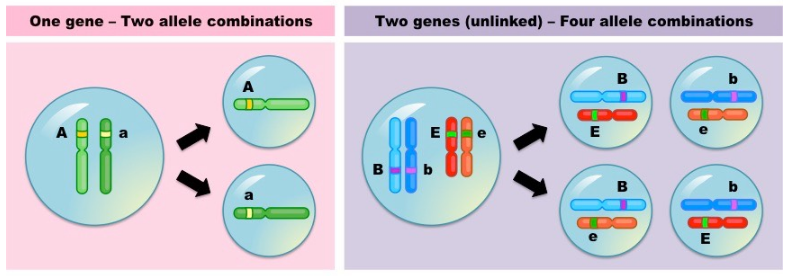 One gene – Two allele combinations
A
a
A
a
Two genes (unlinked) – Four allele combinations
E
e
B
b
B
E
b
e
B
e
b
E